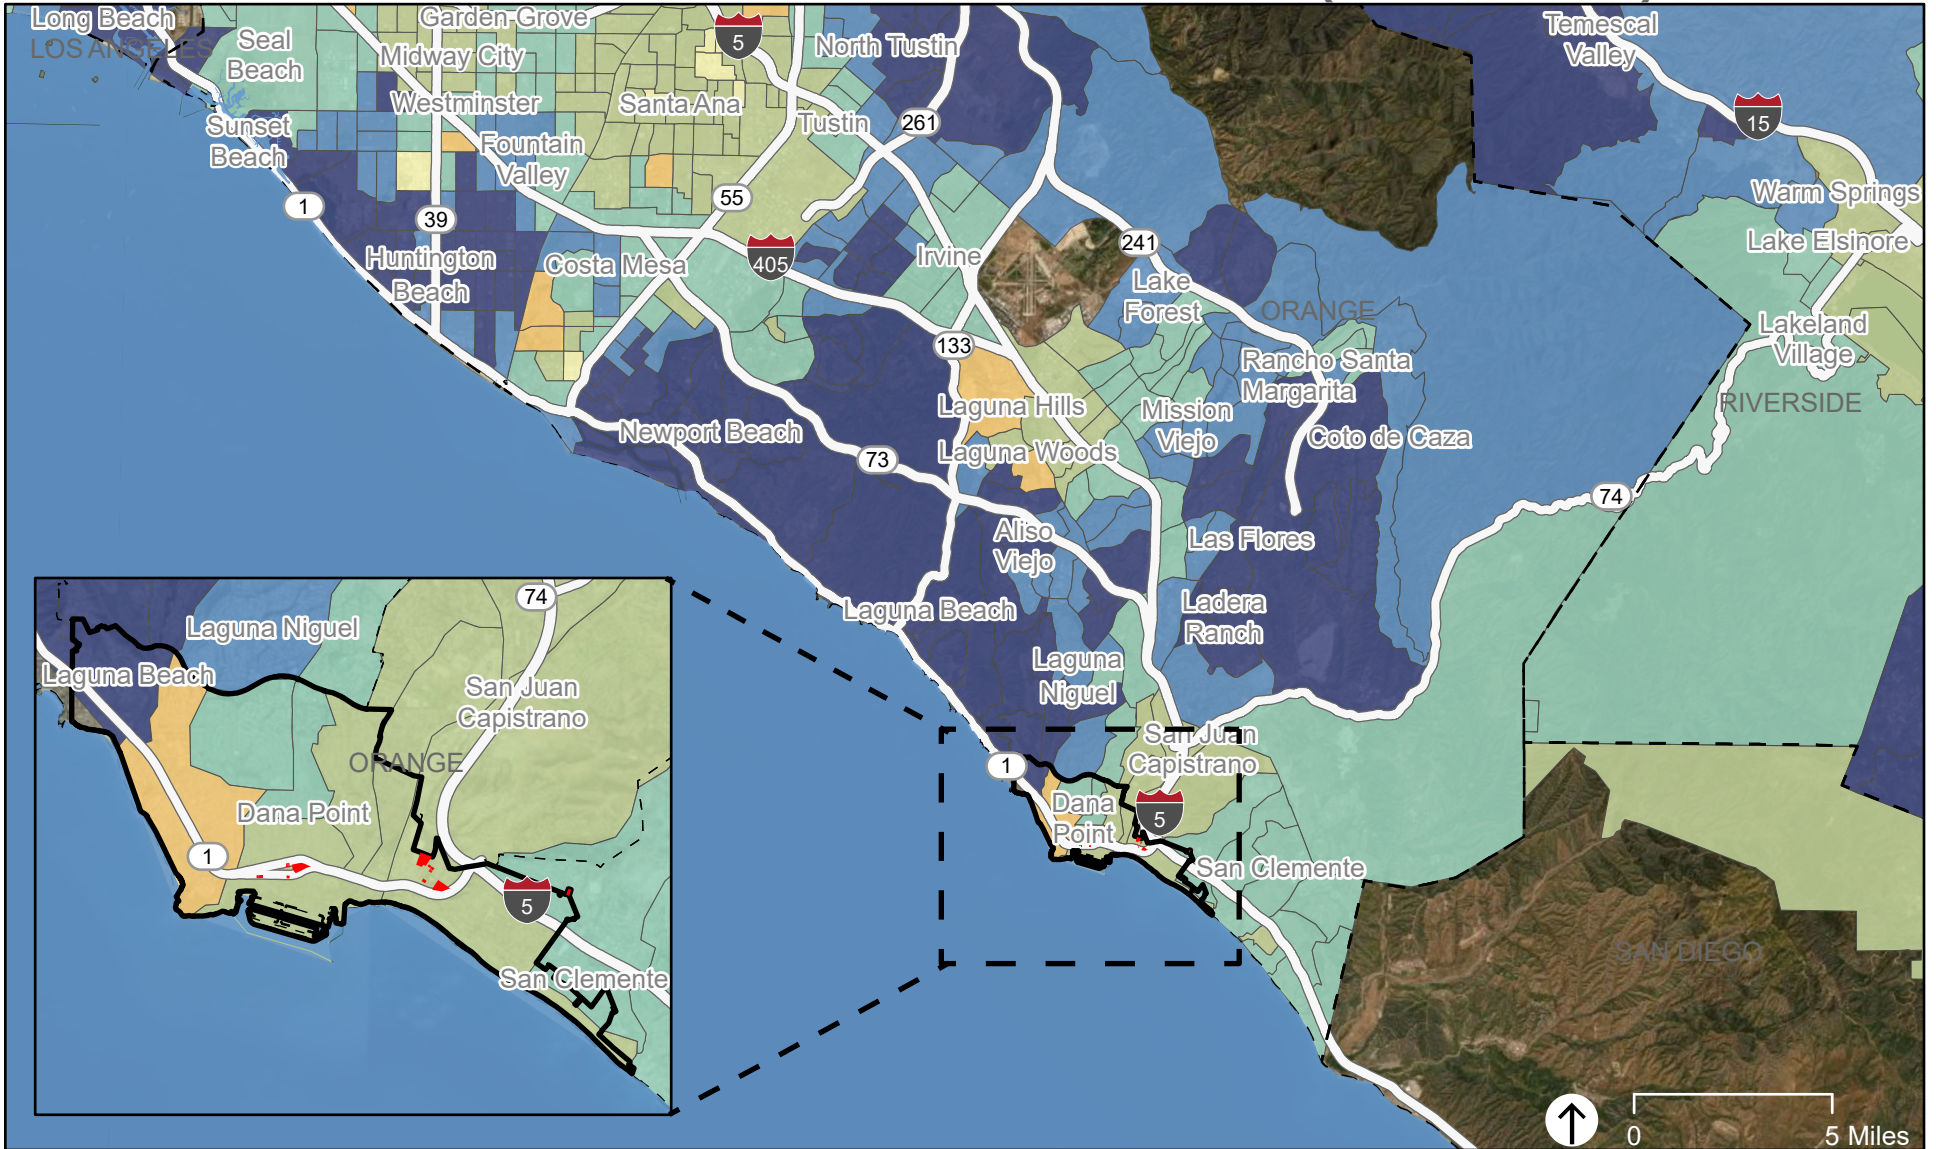 Long Beach
LOS ANGELES
Seal
Beach
Sunset
Beach
Garden Grove
Midway City
Westminster
Fountain
Valley
Santa Ana
5
North Tustin
Tustin
261
55
1
39
Huntington
Beach
Costa Mesa
405
Irvine
241
Lake
Forest
ORANGE
Temescal
Valley
15
Warm Springs
Lake Elsinore
Lakeland
Village
RIVERSIDE
133
Rancho Santa
Margarita
Laguna Hills
Mission
Viejo
Newport Beach
Laguna Woods
Coto de Caza
73
74
Aliso
Viejo
Las Flores
Laguna Beach
Ladera
Ranch
Laguna
Niguel
San Juan
Capistrano
1
Dana
Point
5
San Clemente
SAN DIEGO
0
5 Miles
74
Laguna Niguel
Laguna Beach
San Juan
Capistrano
ORANGE
Dana Point
1
5
San Clemente